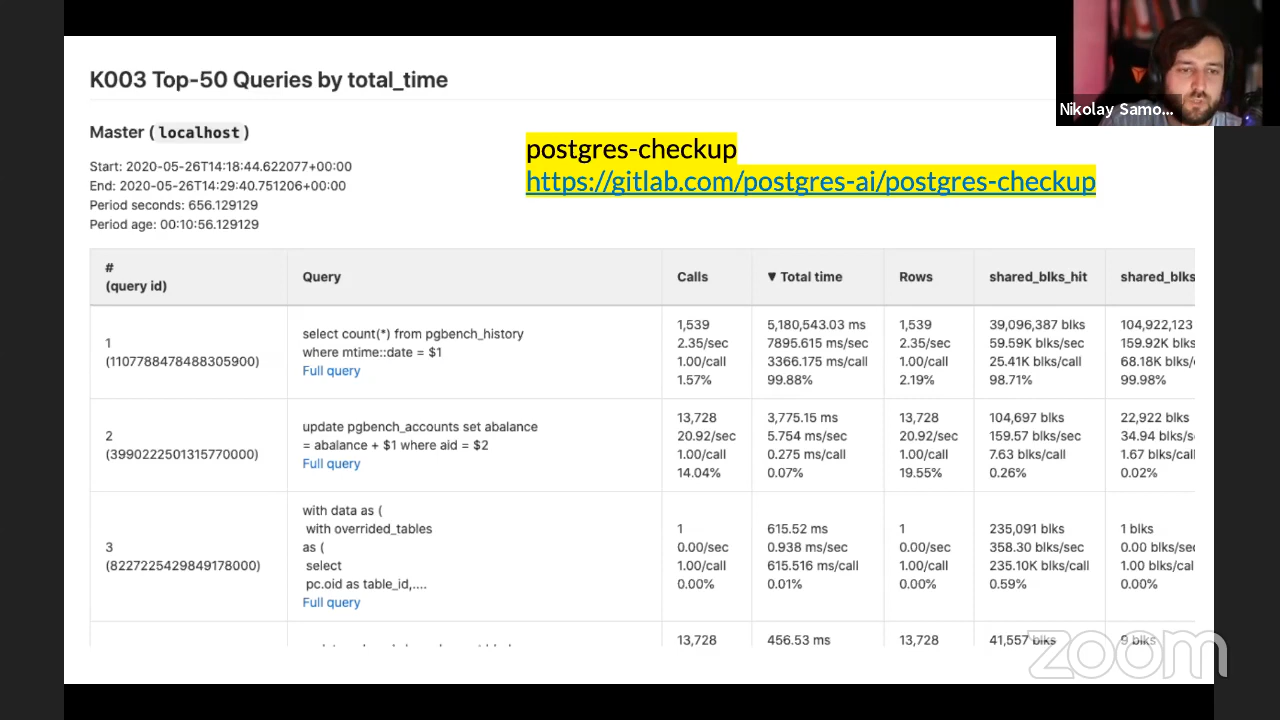 K003 Top-50 Queries by total_time
Nikolay Samo...
Master ( localhost )
Start: 2020-05-26T14:18:44.622077+00:00
End: 2020-05-26T14:29:40.751206+00:00
Period seconds: 656.129129
Period age: 00:10:56.129129
postgres-checkup
https://gitlab.com/postgres-ai/postgres-checkup
#
(query id)
Query
Calls
▼ Total time
Rows
shared_blks_hit
shared_blks
1
(1107788478488305900)
select count(*) from pgbench_history
where mtime::date = $1
Full query
1,539
2.35/sec
1.00/call
1.57%
5,180,543.03 ms
7895.615 ms/sec
3366.175 ms/call
99.88%
1,539
2.35/sec
1.00/call
2.19%
39,096,387 blks
59.59K blks/sec
25.41K blks/call
98.71%
104,922,123
159.92K blks
68.18K blks/
99.98%
2
(3990222501315770000)
update pgbench_accounts set abalance
= abalance + $1 where aid = $2
Full query
13,728
20.92/sec
1.00/call
14.04%
3,775.15 ms
5.754 ms/sec
0.275 ms/call
0.07%
13,728
20.92/sec
1.00/call
19.55%
104,697 blks
159.57 blks/sec
7.63 blks/call
0.26%
22,922 blks
34.94 blks/s
1.67 blks/call
0.02%
3
(8227225429849178000)
with data as (
with overrided_tables
as (
select
pc.oid as table_id,....
Full query
1
0.00/sec
1.00/call
0.00%
615.52 ms
0.938 ms/sec
615.516 ms/call
0.01%
1
0.00/sec
1.00/call
0.00%
235,091 blks
358.30 blks/sec
235.10K blks/call
0.59%
1 blks
0.00 blks/sec
1.00 blks/cal
0.00%
13,728
456.53 ms
13,728
41,557 blks
9 blks
zoom